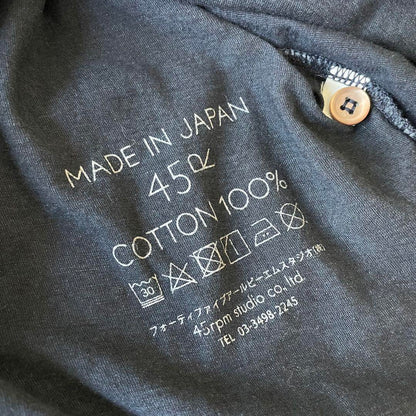 MADE IN JAPAN
45R
COTTON 100%
30
フォーティファイブアールピーエムスタジオ(株)
45rpm studio co., ltd.
TEL 03-3498-2245